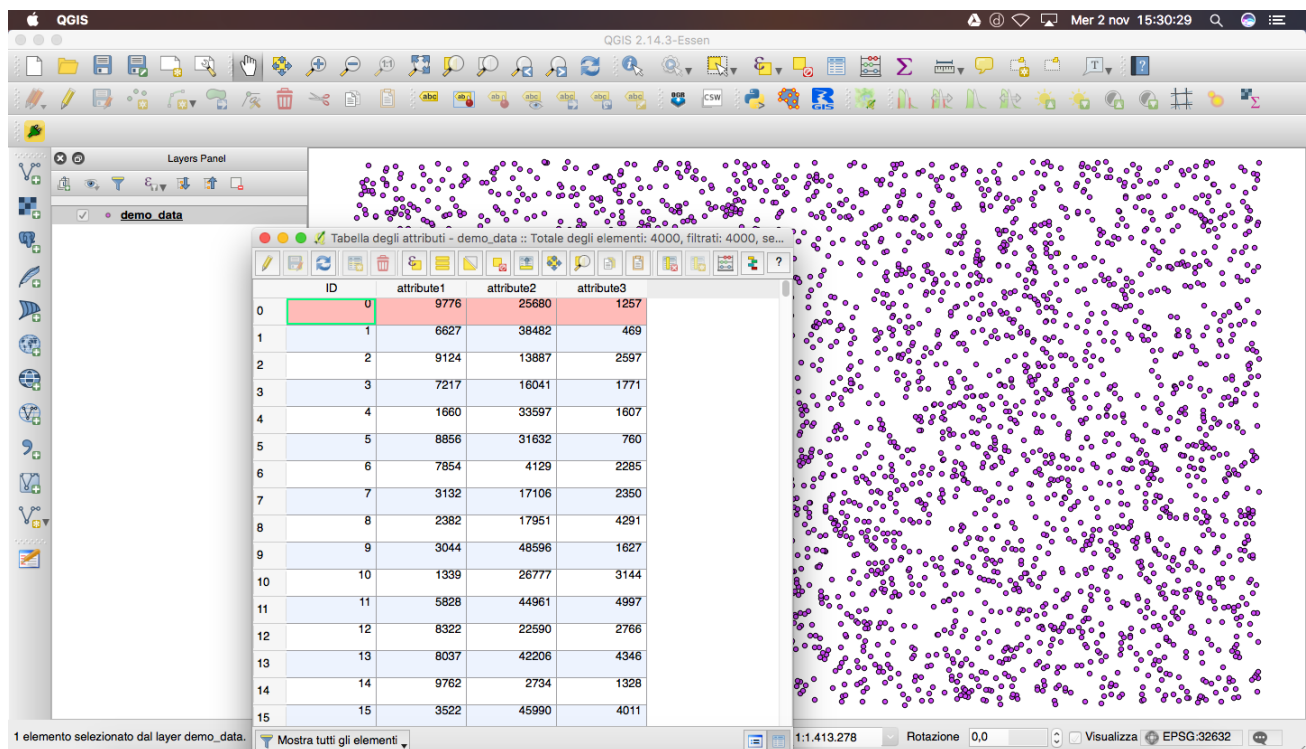 QGIS
Mer 2 nov 15:30:29
QGIS 2.14.3-Essen
Layers Panel
demo_data
Tabella degli attributi - demo_data :: Totale degli elementi: 4000, filtrati: 4000, se...
ID attribute1 attribute2 attribute3
0 0 9776 25680 1257
1 1 6627 38482 469
2 2 9124 13887 2597
3 3 7217 16041 1771
4 4 1660 33597 1607
5 5 8856 31632 760
6 6 7854 4129 2285
7 7 3132 17106 2350
8 8 2382 17951 4291
9 9 3044 48596 1627
10 10 1339 26777 3144
11 11 5828 44961 4997
12 12 8322 22590 2766
13 13 8037 42206 4346
14 14 9762 2734 1328
15 15 3522 45990 4011
Mostra tutti gli elementi
1 elemento selezionato dal layer demo_data.
1:1.413.278 Rotazione 0,0 Visualizza EPSG:32632